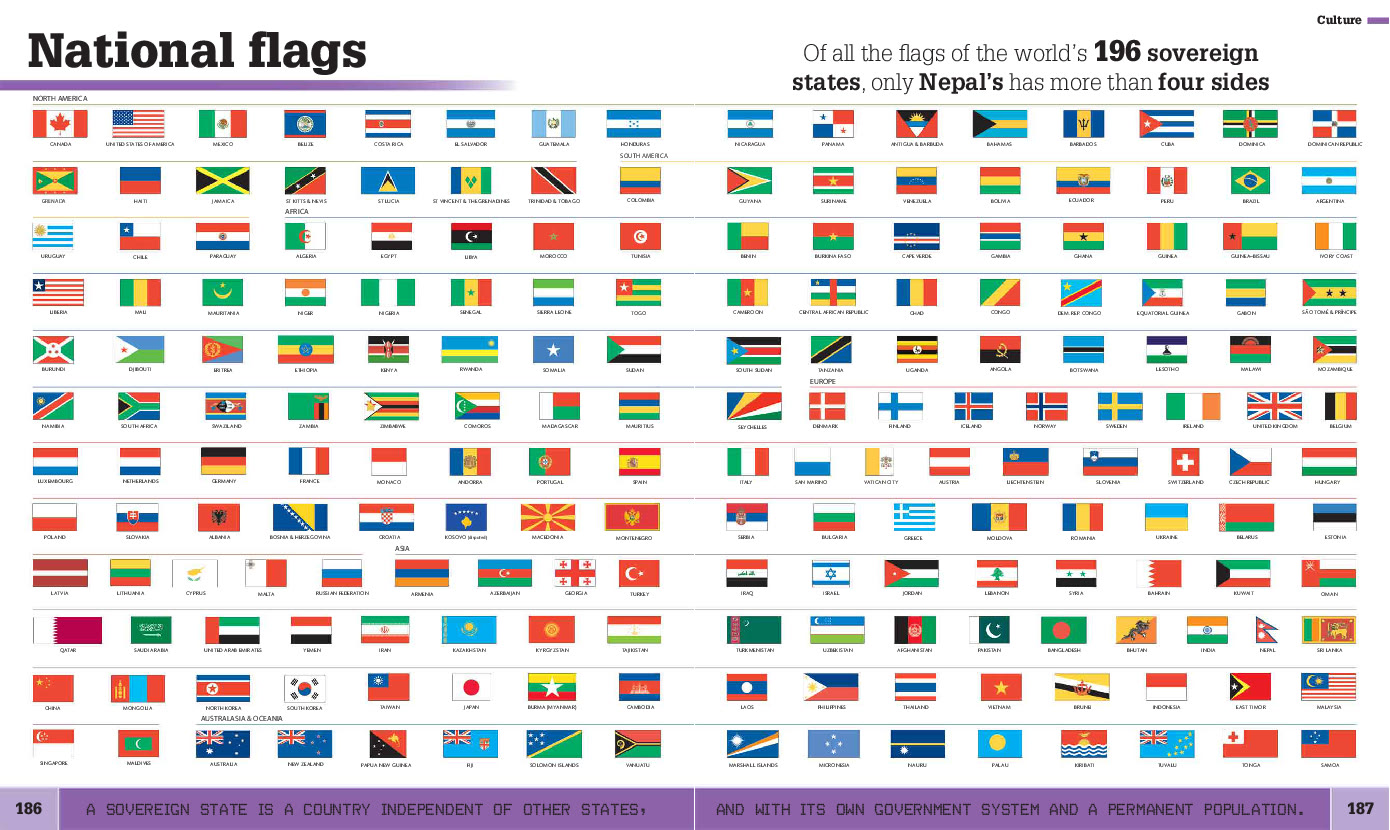 Culture
National flags
Of all the flags of the world's 196 sovereign
states, only Nepal's has more than four sides
NORTH AMERICA
CANADA UNITED STATES OF AMERICA MEXICO BELIZE COSTA RICA EL SALVADOR GUATEMALA HONDURAS NICARAGUA PANAMA ANTIGUA & BARBUDA BAHAMAS BARBADOS CUBA DOMINICA DOMINICAN REPUBLIC
SOUTH AMERICA
GRENADA HAITI JAMAICA ST KITTS & NEVIS ST LUCIA ST VINCENT & THE GRENADINES TRINIDAD & TOBAGO COLOMBIA GUYANA SURINAME VENEZUELA BOLIVIA ECUADOR PERU BRAZIL ARGENTINA
AFRICA
URUGUAY CHILE PARAGUAY ALGERIA EGYPT LIBYA MOROCCO TUNISIA BENIN BURKINA FASO CAPE VERDE GAMBIA GHANA GUINEA GUINEA-BISSAU IVORY COAST
LIBERIA MALI MAURITANIA NIGER NIGERIA SENEGAL SIERRA LEONE TOGO CAMEROON CENTRAL AFRICAN REPUBLIC CHAD CONGO DEM. REP. CONGO EQUATORIAL GUINEA GABON SÃO TOMÉ & PRÍNCIPE
BURUNDI DJIBOUTI ERITREA ETHIOPIA KENYA RWANDA SOMALIA SUDAN SOUTH SUDAN TANZANIA UGANDA ANGOLA BOTSWANA LESOTHO MALAWI MOZAMBIQUE
EUROPE
NAMIBIA SOUTH AFRICA SWAZILAND ZAMBIA ZIMBABWE COMOROS MADAGASCAR MAURITIUS SEYCHELLES DENMARK FINLAND ICELAND NORWAY SWEDEN IRELAND UNITED KINGDOM BELGIUM
LUXEMBOURG NETHERLANDS GERMANY FRANCE MONACO ANDORRA PORTUGAL SPAIN ITALY SAN MARINO VATICAN CITY AUSTRIA LIECHTENSTEIN SLOVENIA SWITZERLAND CZECH REPUBLIC HUNGARY
POLAND SLOVAKIA ALBANIA BOSNIA & HERZEGOVINA CROATIA KOSOVO (disputed) MACEDONIA MONTENEGRO SERBIA BULGARIA GREECE MOLDOVA ROMANIA UKRAINE BELARUS ESTONIA
ASIA
LATVIA LITHUANIA CYPRUS MALTA RUSSIAN FEDERATION ARMENIA AZERBAIJAN GEORGIA TURKEY IRAQ ISRAEL JORDAN LEBANON SYRIA BAHRAIN KUWAIT OMAN
QATAR SAUDI ARABIA UNITED ARAB EMIRATES YEMEN IRAN KAZAKHSTAN KYRGYZSTAN TAJIKISTAN TURKMENISTAN UZBEKISTAN AFGHANISTAN PAKISTAN BANGLADESH BHUTAN INDIA NEPAL SRI LANKA
CHINA MONGOLIA NORTH KOREA SOUTH KOREA TAIWAN JAPAN BURMA (MYANMAR) CAMBODIA LAOS PHILIPPINES THAILAND VIETNAM BRUNEI INDONESIA EAST TIMOR MALAYSIA
AUSTRALASIA & OCEANIA
SINGAPORE MALDIVES AUSTRALIA NEW ZEALAND PAPUA NEW GUINEA FIJI SOLOMON ISLANDS VANUATU MARSHALL ISLANDS MICRONESIA NAURU PALAU KIRIBATI TUVALU TONGA SAMOA
186 A SOVEREIGN STATE IS A COUNTRY INDEPENDENT OF OTHER STATES, AND WITH ITS OWN GOVERNMENT SYSTEM AND A PERMANENT POPULATION. 187